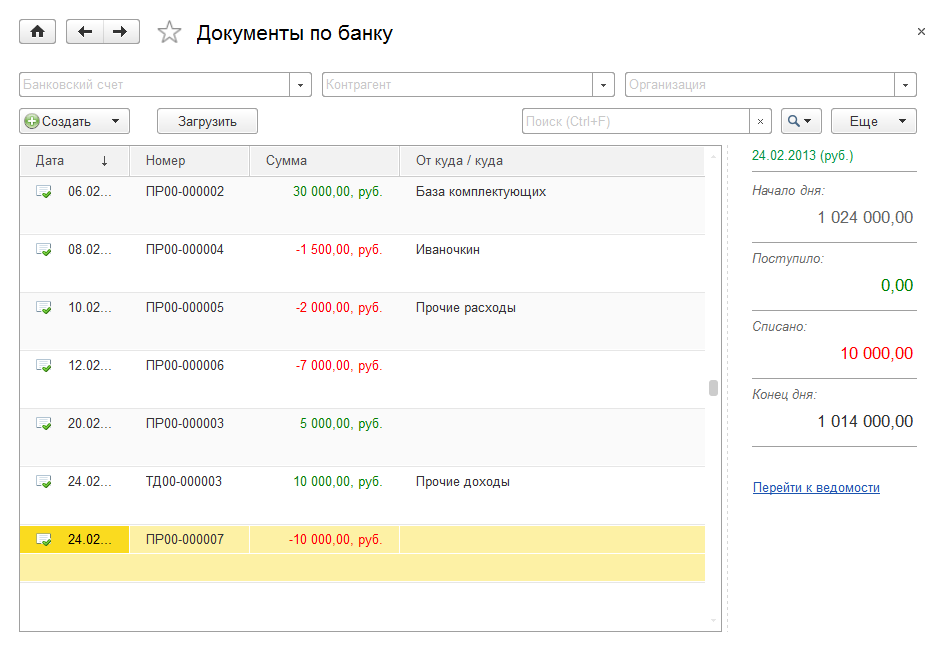 Документы по банку
Банковский счет Контрагент Организация
Создать Загрузить Поиск (Ctrl+F) Еще
Дата ↓ Номер Сумма От куда / куда
06.02... ПР00-000002 30 000,00, руб. База комплектующих
08.02... ПР00-000004 -1 500,00, руб. Иваночкин
10.02... ПР00-000005 -2 000,00, руб. Прочие расходы
12.02... ПР00-000006 -7 000,00, руб.
20.02... ПР00-000003 5 000,00, руб.
24.02... ТД00-000003 10 000,00, руб. Прочие доходы
24.02... ПР00-000007 -10 000,00, руб.
24.02.2013 (руб.)
Начало дня:
1 024 000,00
Поступило:
0,00
Списано:
10 000,00
Конец дня:
1 014 000,00
Перейти к ведомости